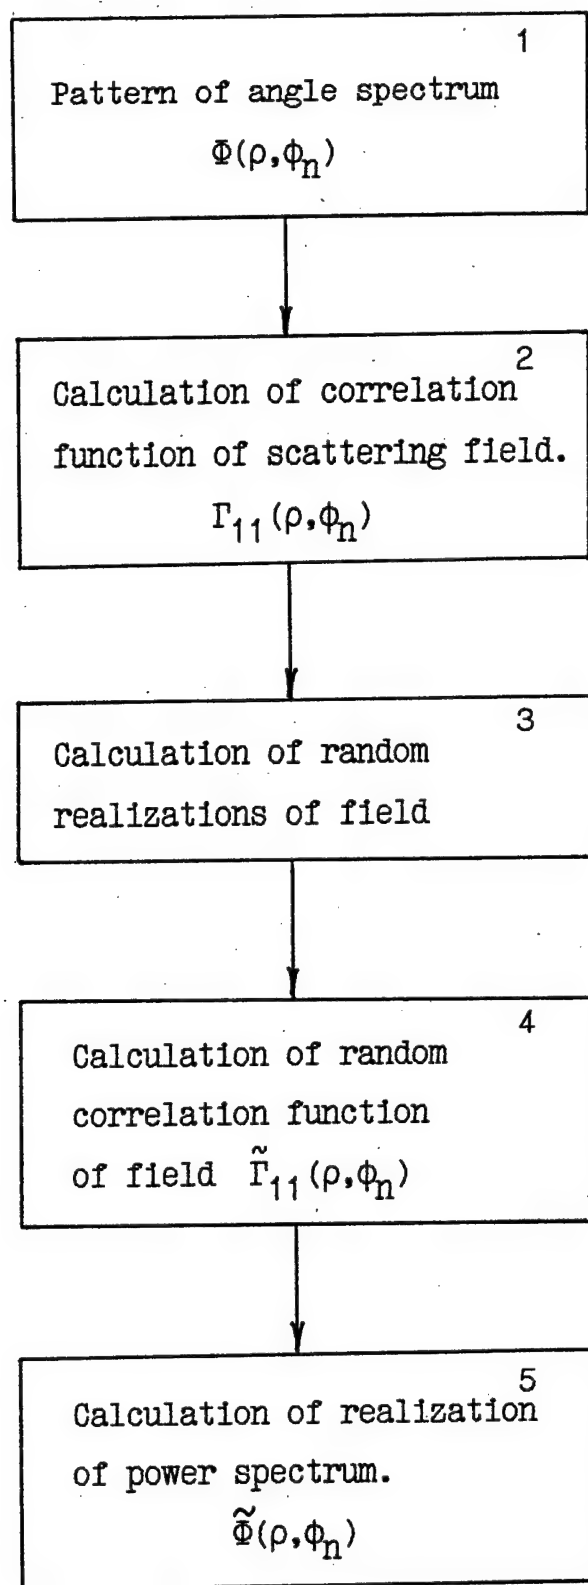 1
Pattern of angle spectrum
Φ(ρ,ϕₙ)
2
Calculation of correlation
function of scattering field.
Γ₁₁(ρ,ϕₙ)
3
Calculation of random
realizations of field
4
Calculation of random
correlation function
of field Γ̃₁₁(ρ,ϕₙ)
5
Calculation of realization
of power spectrum.
Φ̃(ρ,ϕₙ)